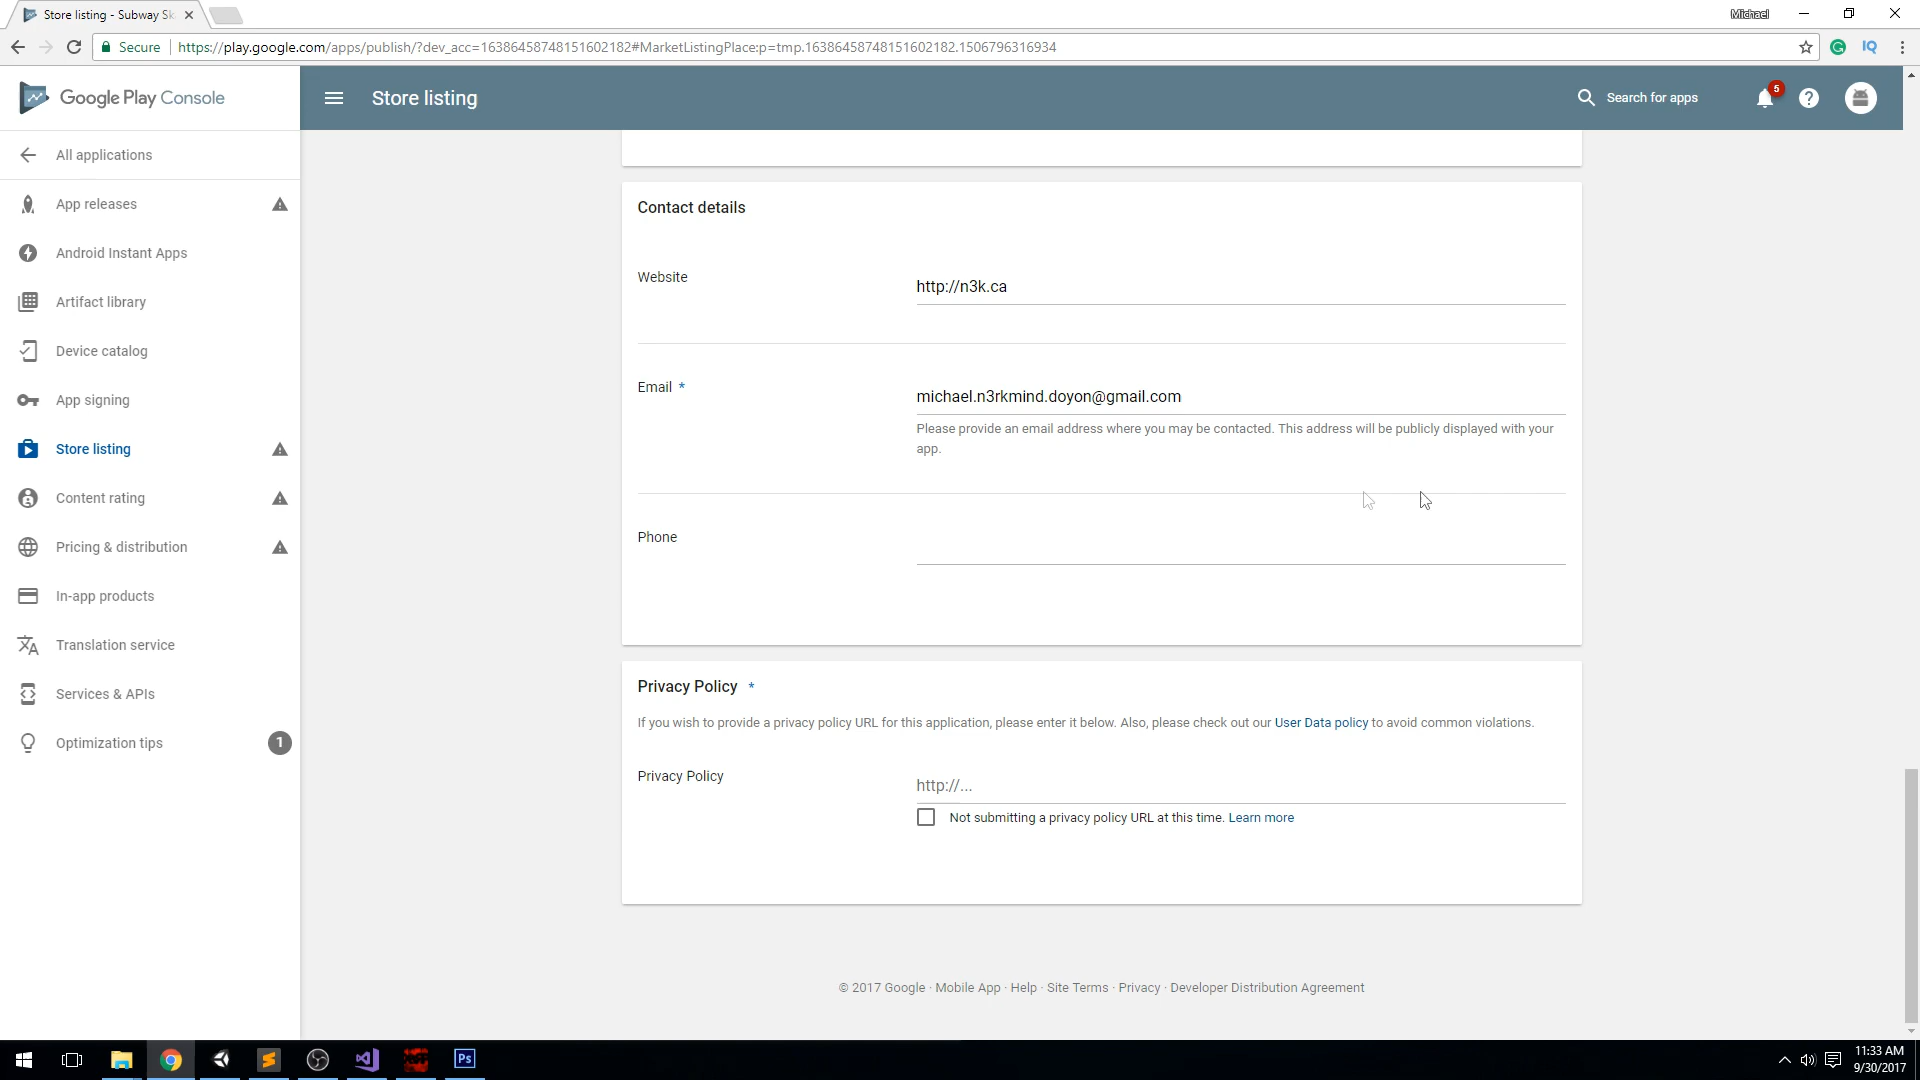 Store listing - Subway Sk
Michael
Secure
https://play.google.com/apps/publish/?dev_acc=16386458748151602182#MarketListingPlace:p=tmp.16386458748151602182.1506796316934
IQ
Google Play Console
Store listing
Search for apps
5
All applications
App releases
Android Instant Apps
Artifact library
Device catalog
App signing
Store listing
Content rating
Pricing & distribution
In-app products
Translation service
Services & APIs
Optimization tips
1
Contact details
Website
http://n3k.ca
Email *
michael.n3rkmind.doyon@gmail.com
Please provide an email address where you may be contacted. This address will be publicly displayed with your
app.
Phone
Privacy Policy *
If you wish to provide a privacy policy URL for this application, please enter it below. Also, please check out our User Data policy to avoid common violations.
Privacy Policy
http://...
Not submitting a privacy policy URL at this time. Learn more
© 2017 Google · Mobile App · Help · Site Terms · Privacy · Developer Distribution Agreement
Ps
11:33 AM
9/30/2017